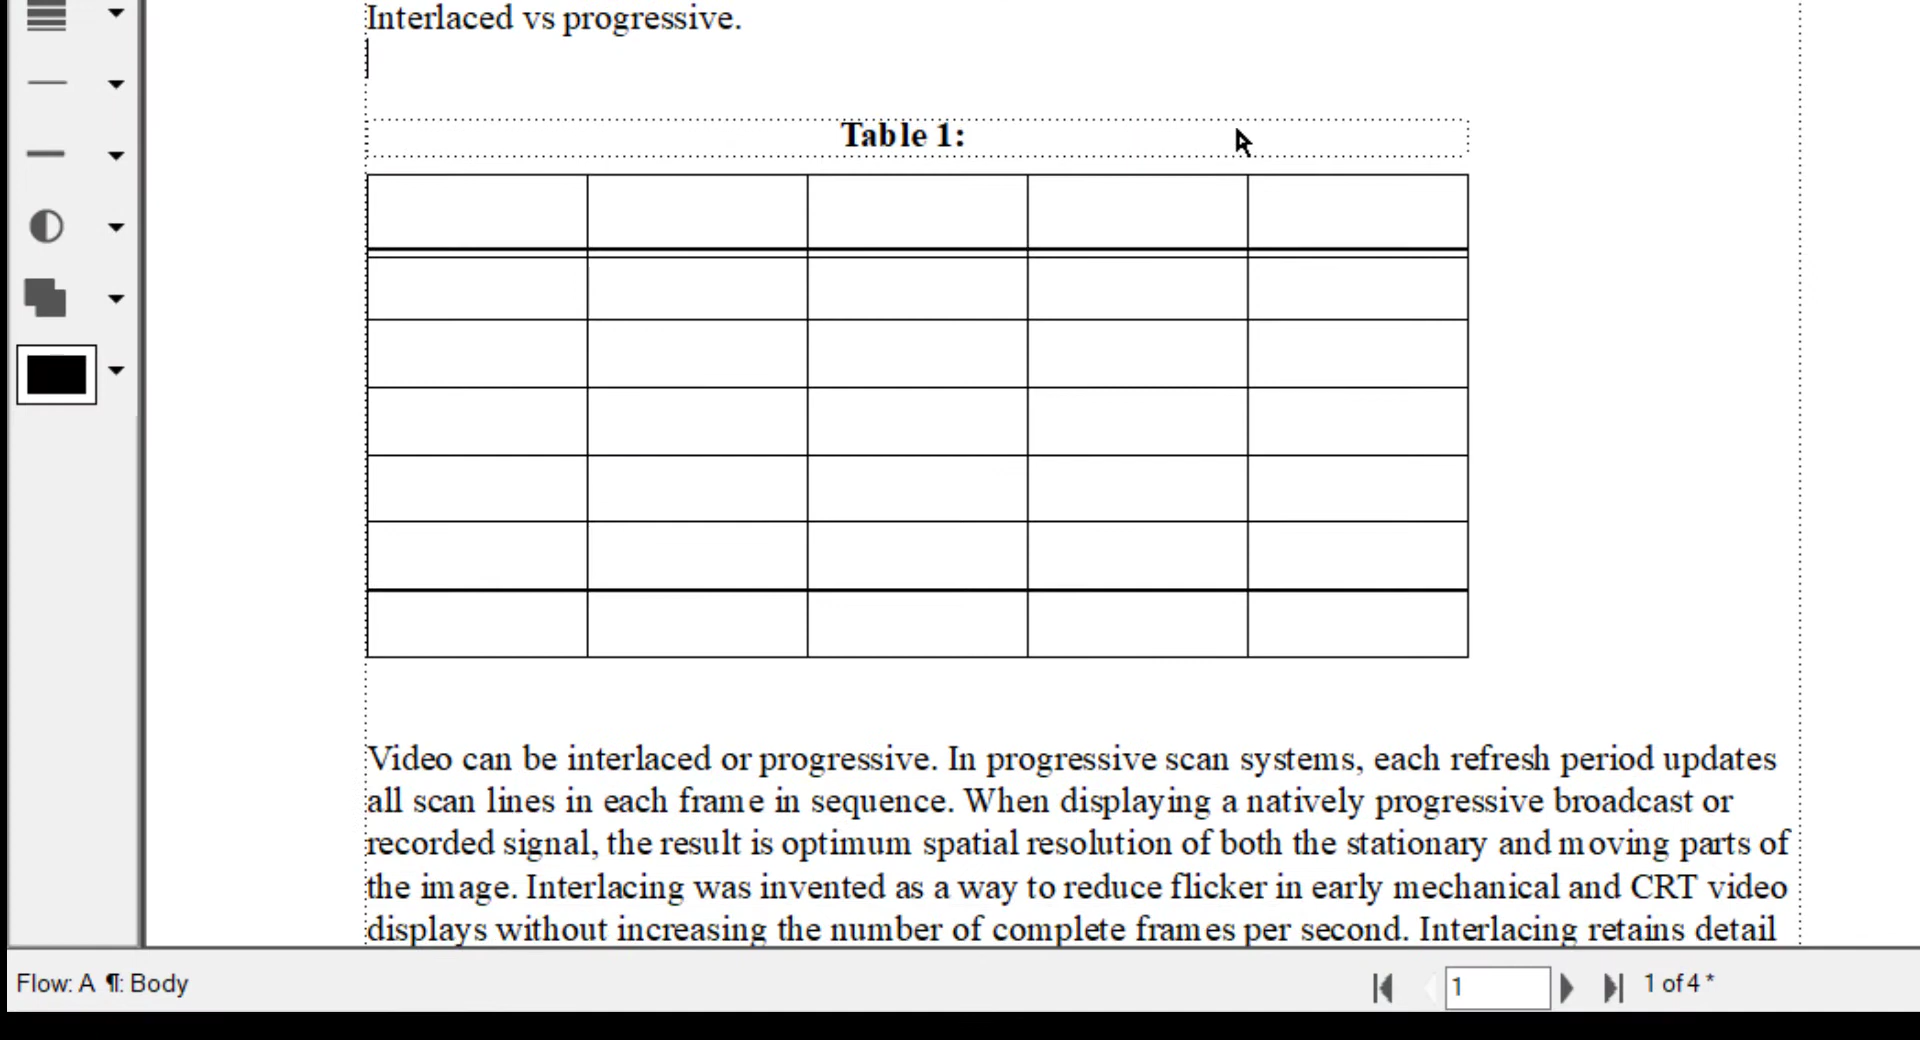 Interlaced vs progressive.
Table 1:
Video can be interlaced or progressive. In progressive scan systems, each refresh period updates
all scan lines in each frame in sequence. When displaying a natively progressive broadcast or
recorded signal, the result is optimum spatial resolution of both the stationary and moving parts of
the image. Interlacing was invented as a way to reduce flicker in early mechanical and CRT video
displays without increasing the number of complete frames per second. Interlacing retains detail
Flow: A ¶: Body
1
1 of 4 *